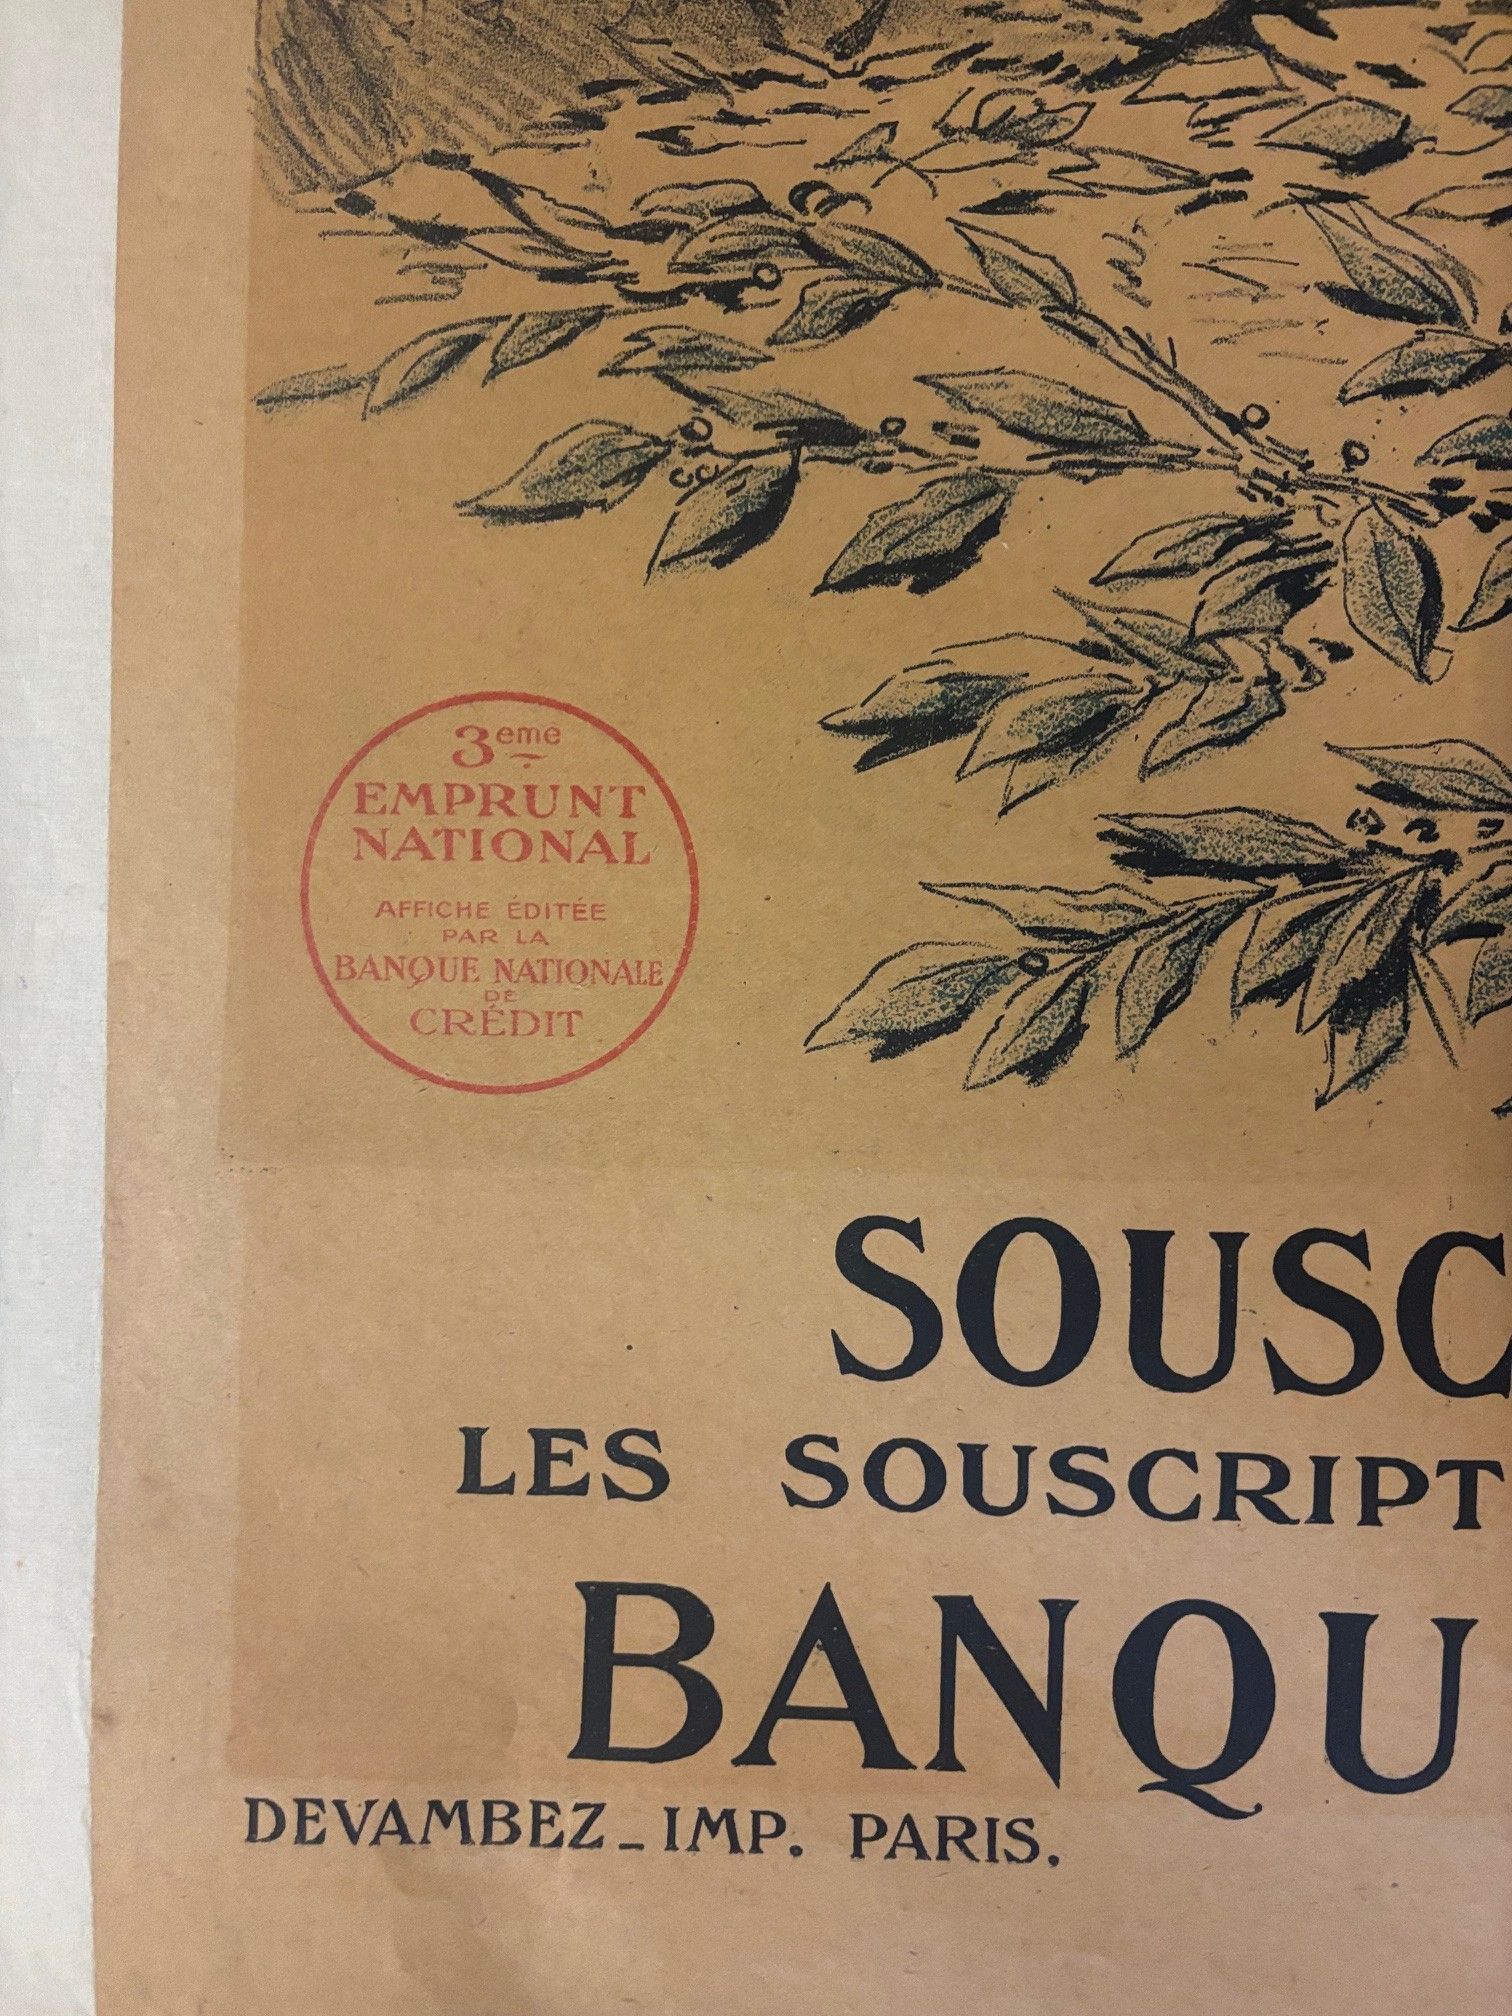 3eme
EMPRUNT
NATIONAL
AFFICHE ÉDITÉE
PAR LA
BANQUE NATIONALE
DE
CRÉDIT
SOUSC
LES SOUSCRIPT
BANQU
DEVAMBEZ_IMP. PARIS.